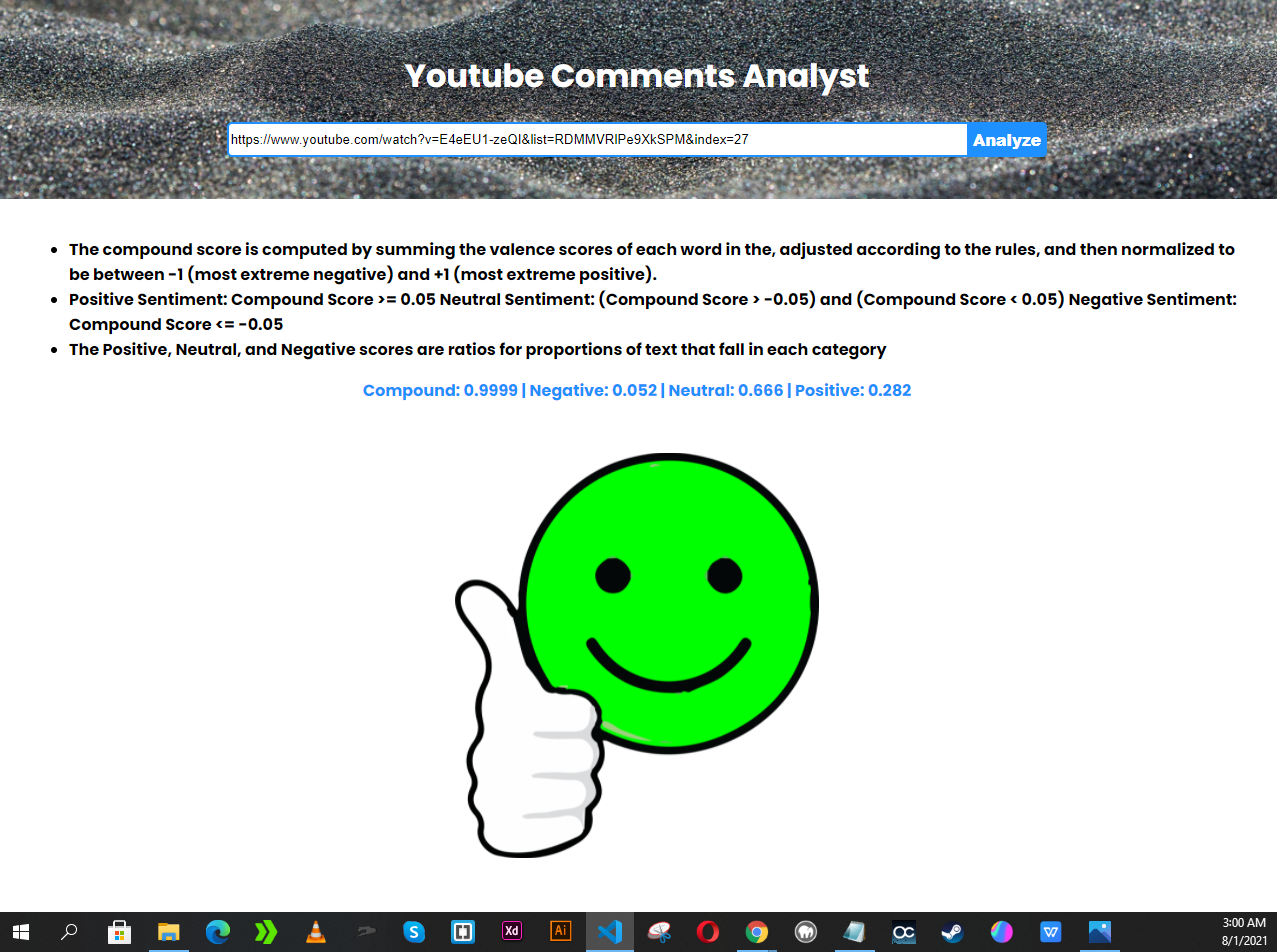 Youtube Comments Analyst
https://www.youtube.com/watch?v=E4eEU1-zeQI&list=RDMMVRIPe9XkSPM&index=27
Analyze
The compound score is computed by summing the valence scores of each word in the, adjusted according to the rules, and then normalized to
be between -1 (most extreme negative) and +1 (most extreme positive).
Positive Sentiment: Compound Score >= 0.05 Neutral Sentiment: (Compound Score > -0.05) and (Compound Score < 0.05) Negative Sentiment:
Compound Score <= -0.05
The Positive, Neutral, and Negative scores are ratios for proportions of text that fall in each category
Compound: 0.9999 | Negative: 0.052 | Neutral: 0.666 | Positive: 0.282
S
Xd
Ai
W
3:00 AM
8/1/2021